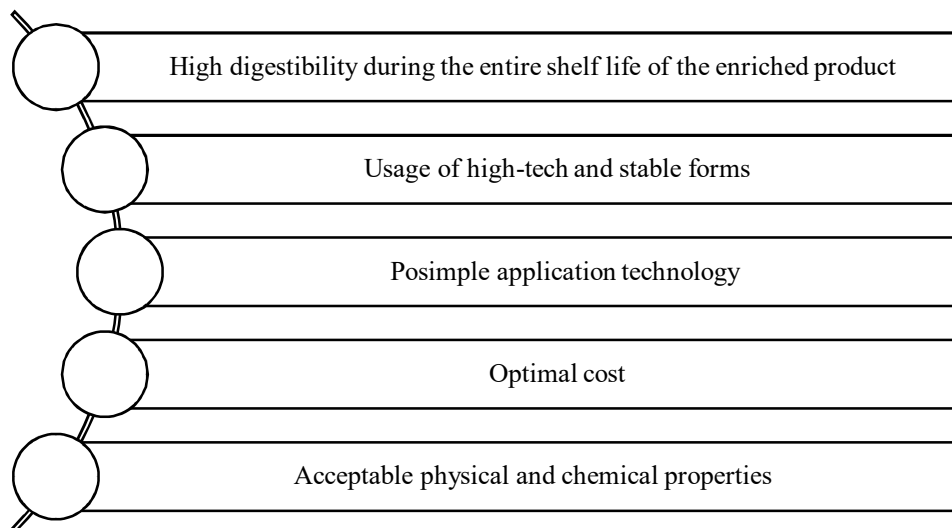 High digestibility during the entire shelf life of the enriched product
Usage of high-tech and stable forms
Posimple application technology
Optimal cost
Acceptable physical and chemical properties